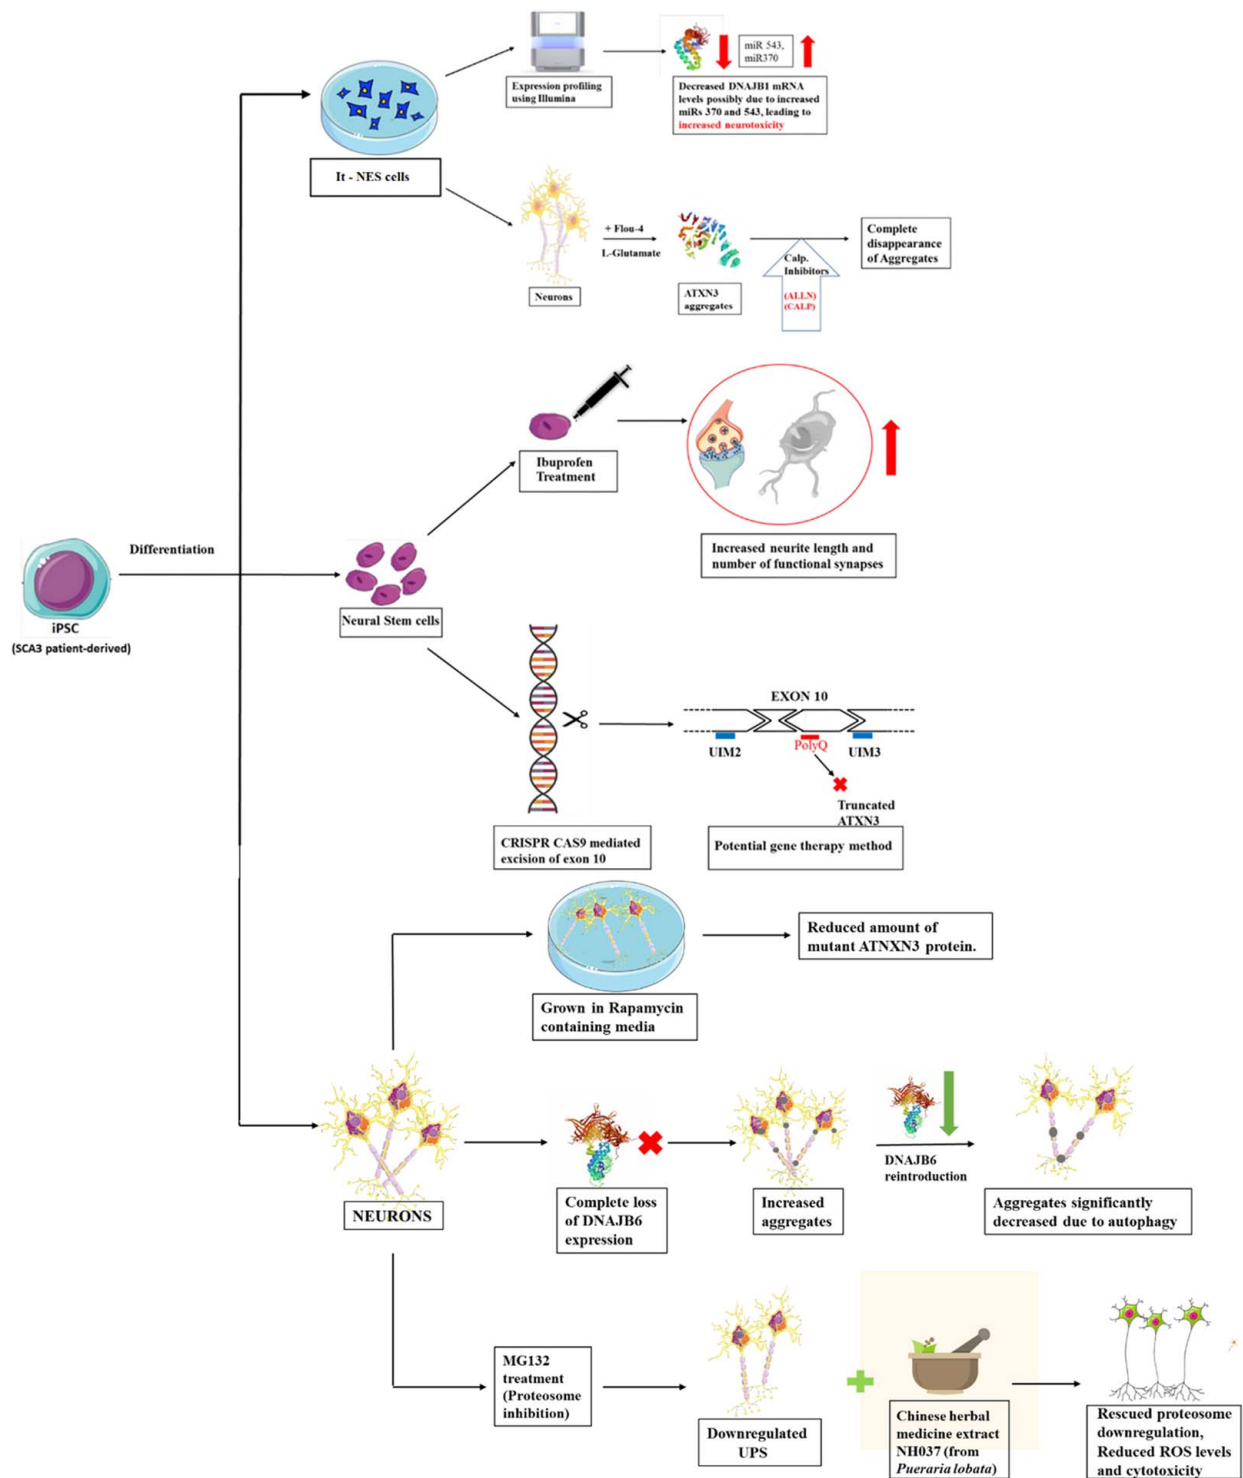 Expression profiling
using Illumina
miR 543,
miR370
Decreased DNAJB1 mRNA
levels possibly due to increased
miRs 370 and 543, leading to
increased neurotoxicity
It - NES cells
Neurons
+ Flou-4
L-Glutamate
ATXN3
aggregates
Calp.
Inhibitors
(ALLN)
(CALP)
Complete
disappearance
of Aggregates
Ibuprofen
Treatment
Increased neurite length and
number of functional synapses
iPSC
(SCA3 patient-derived)
Differentiation
Neural Stem cells
CRISPR CAS9 mediated
excision of exon 10
EXON 10
UIM2
PolyQ
UIM3
Truncated
ATXN3
Potential gene therapy method
Grown in Rapamycin
containing media
Reduced amount of
mutant ATNXN3 protein.
NEURONS
Complete loss
of DNAJB6
expression
Increased
aggregates
DNAJB6
reintroduction
Aggregates significantly
decreased due to autophagy
MG132
treatment
(Proteosome
inhibition)
Downregulated
UPS
Chinese herbal
medicine extract
NH037 (from
Pueraria lobata)
Rescued proteosome
downregulation,
Reduced ROS levels
and cytotoxicity